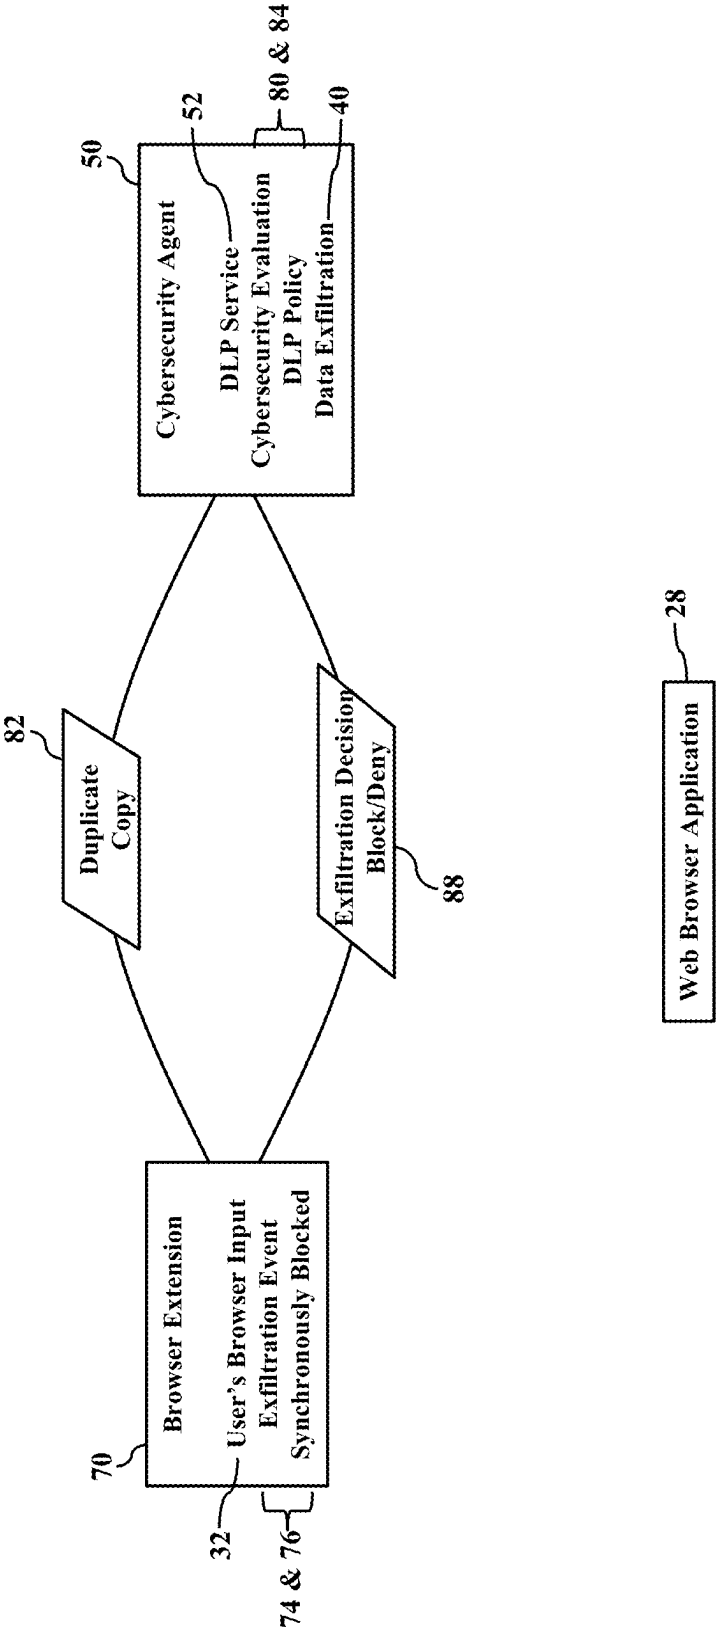 70
Browser Extension
32
User's Browser Input
Exfiltration Event
Synchronously Blocked
74 & 76
82
Duplicate
Copy
Exfiltration Decision
Block/Deny
88
50
Cybersecurity Agent
52
DLP Service
Cybersecurity Evaluation
DLP Policy
Data Exfiltration
80 & 84
40
28
Web Browser Application